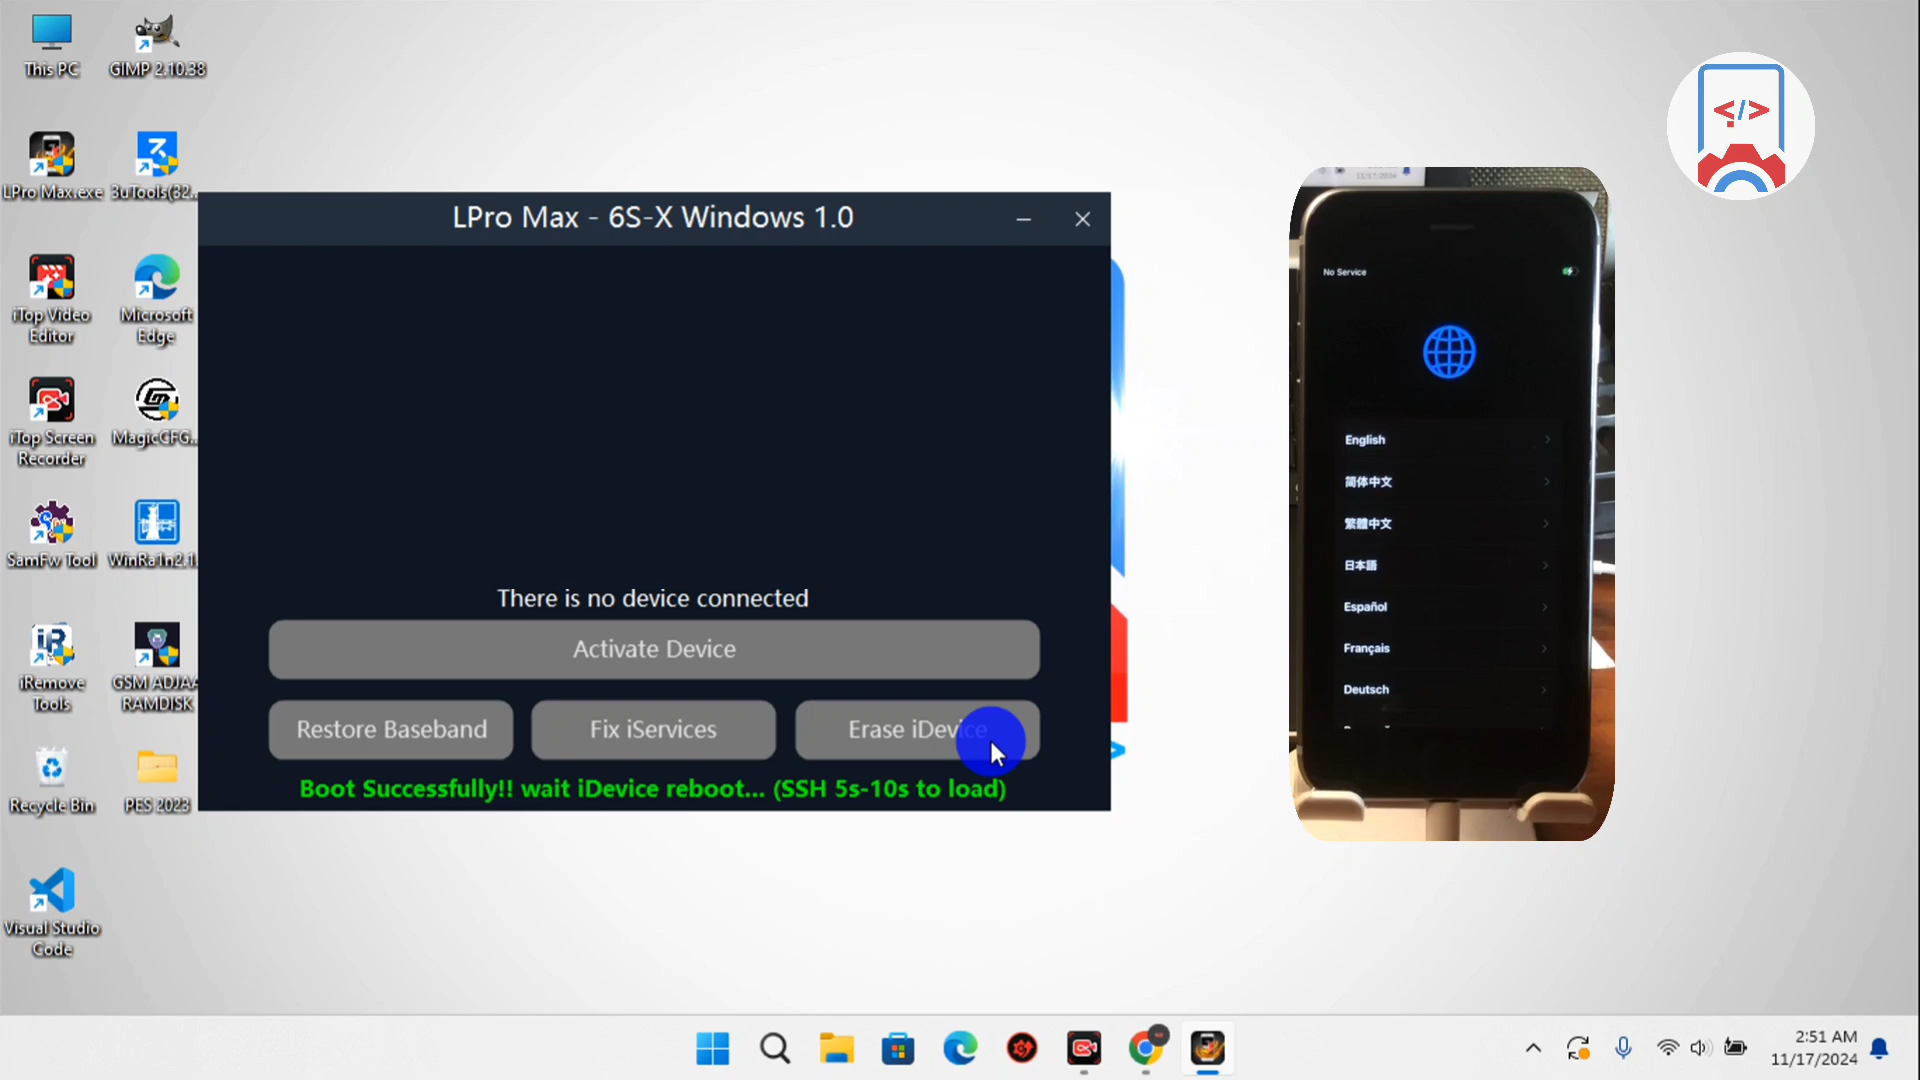 This PC
GIMP 2.10.38
LPro Max.exe
3uTools(32...
iTop Video
Editor
Microsoft
Edge
iTop Screen
Recorder
MagicCFG...
SamFw Tool
WinRa1n2.1...
iRemove
Tools
GSM ADJAA
RAMDISK
Recycle Bin
PES 2023
Visual Studio
Code
LPro Max - 6S-X Windows 1.0
There is no device connected
Activate Device
Restore Baseband
Fix iServices
Erase iDevice
Boot Successfully!! wait iDevice reboot... (SSH 5s-10s to load)
11/17/2024
No Service
English
简体中文
繁體中文
日本語
Español
Français
Deutsch
2:51 AM
11/17/2024